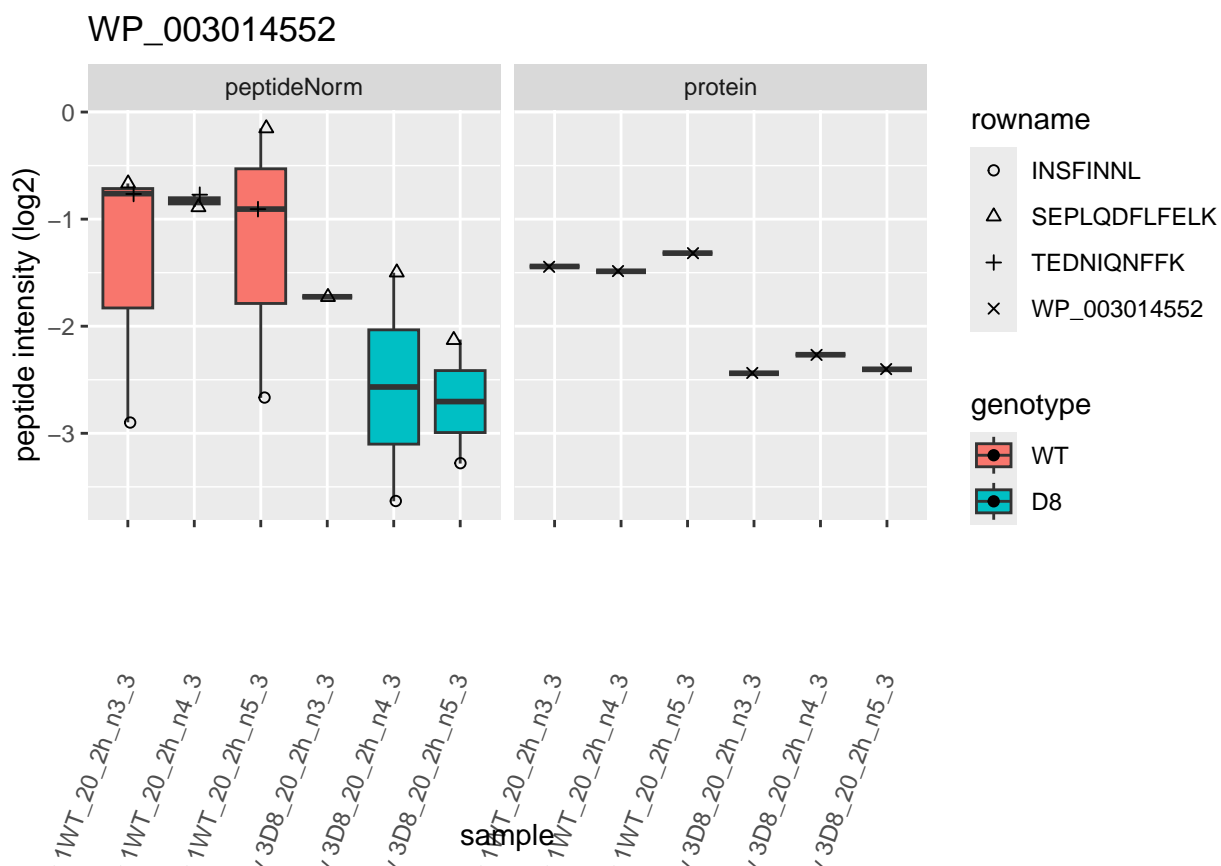 WP_003014552
peptideNorm
protein
0
−1
−2
−3
peptide intensity (log2)
1WT_20_2h_n3_3
1WT_20_2h_n4_3
1WT_20_2h_n5_3
3D8_20_2h_n3_3
3D8_20_2h_n4_3
3D8_20_2h_n5_3
1WT_20_2h_n3_3
1WT_20_2h_n4_3
1WT_20_2h_n5_3
3D8_20_2h_n3_3
3D8_20_2h_n4_3
3D8_20_2h_n5_3
sample
rowname
INSFINNL
SEPLQDFLFELK
TEDNIQNFFK
WP_003014552
genotype
WT
D8